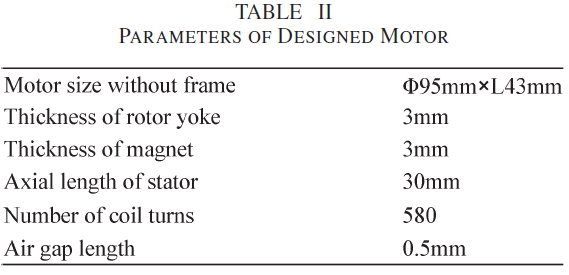 TABLE II
PARAMETERS OF DESIGNED MOTOR
Motor size without frame Φ95mm×L43mm
Thickness of rotor yoke 3mm
Thickness of magnet 3mm
Axial length of stator 30mm
Number of coil turns 580
Air gap length 0.5mm